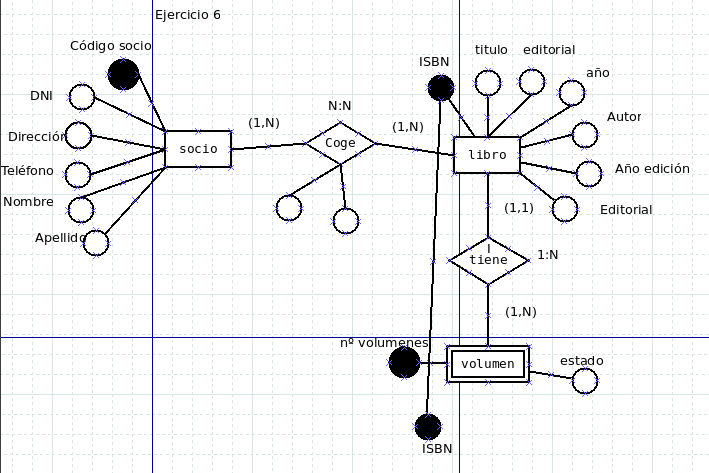 Ejercicio 6
Código socio
DNI
Dirección
Teléfono
Nombre
Apellido
socio
(1,N)
N:N
Coge
(1,N)
ISBN
titulo
editorial
año
Autor
Año edición
Editorial
libro
(1,1)
tiene
1:N
(1,N)
nº volumenes
volumen
estado
ISBN